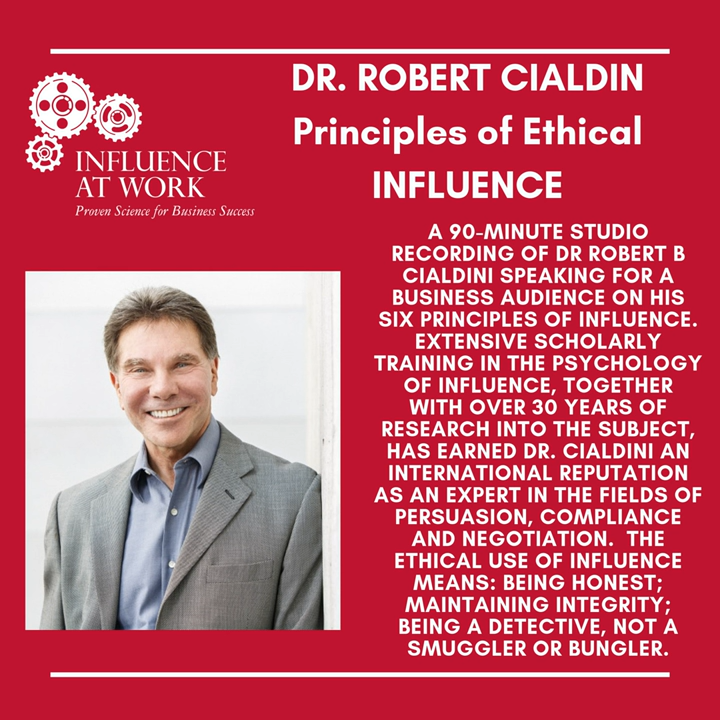 INFLUENCE
AT WORK
Proven Science for Business Success
DR. ROBERT CIALDIN
Principles of Ethical
INFLUENCE
A 90-MINUTE STUDIO
RECORDING OF DR ROBERT B
CIALDINI SPEAKING FOR A
BUSINESS AUDIENCE ON HIS
SIX PRINCIPLES OF INFLUENCE.
EXTENSIVE SCHOLARLY
TRAINING IN THE PSYCHOLOGY
OF INFLUENCE, TOGETHER
WITH OVER 30 YEARS OF
RESEARCH INTO THE SUBJECT,
HAS EARNED DR. CIALDINI AN
INTERNATIONAL REPUTATION
AS AN EXPERT IN THE FIELDS OF
PERSUASION, COMPLIANCE
AND NEGOTIATION. THE
ETHICAL USE OF INFLUENCE
MEANS: BEING HONEST;
MAINTAINING INTEGRITY;
BEING A DETECTIVE, NOT A
SMUGGLER OR BUNGLER.